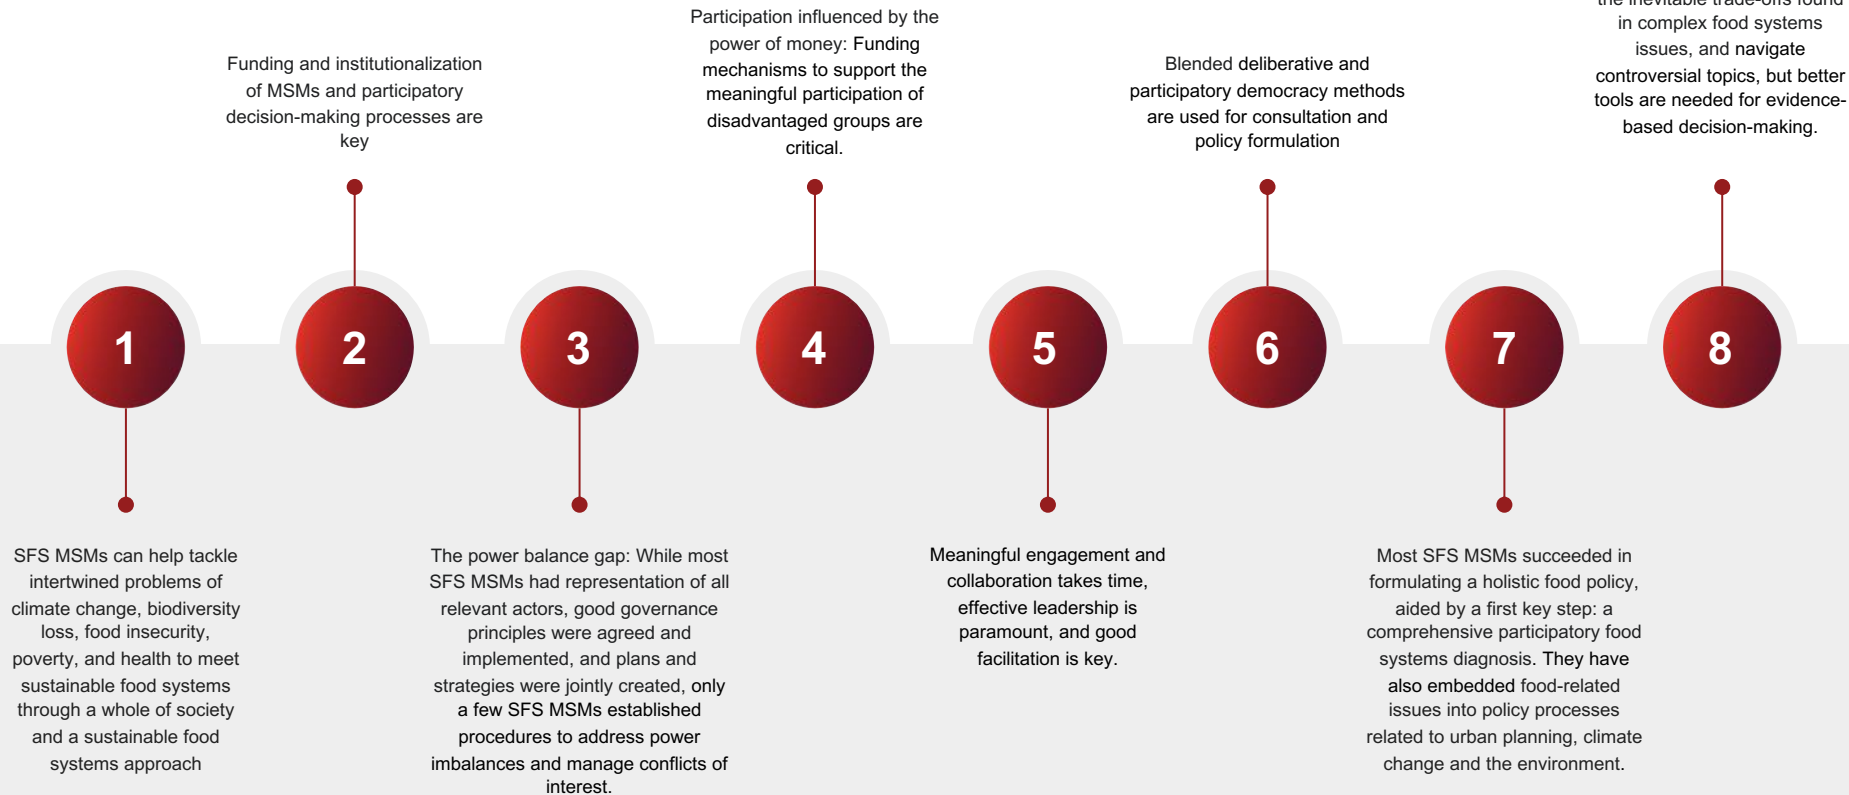 1
SFS MSMs can help tackle
intertwined problems of
climate change, biodiversity
loss, food insecurity,
poverty, and health to meet
sustainable food systems
through a whole of society
and a sustainable food
systems approach
2
Funding and institutionalization
of MSMs and participatory
decision-making processes are
key
3
The power balance gap: While most
SFS MSMs had representation of all
relevant actors, good governance
principles were agreed and
implemented, and plans and
strategies were jointly created, only
a few SFS MSMs established
procedures to address power
imbalances and manage conflicts of
interest.
4
Participation influenced by the
power of money: Funding
mechanisms to support the
meaningful participation of
disadvantaged groups are
critical.
5
Meaningful engagement and
collaboration takes time,
effective leadership is
paramount, and good
facilitation is key.
6
Blended deliberative and
participatory democracy methods
are used for consultation and
policy formulation
7
Most SFS MSMs succeeded in
formulating a holistic food policy,
aided by a first key step: a
comprehensive participatory food
systems diagnosis. They have
also embedded food-related
issues into policy processes
related to urban planning, climate
change and the environment.
8
the inevitable trade-offs found
in complex food systems
issues, and navigate
controversial topics, but better
tools are needed for evidence-
based decision-making.